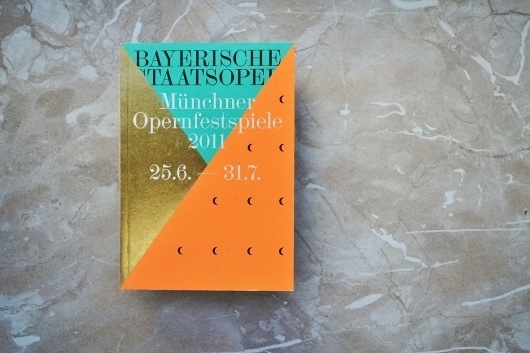 BAYERISCHE
STAATSOPER
Münchner
Opernfestspiele
2011
25.6. — 31.7.